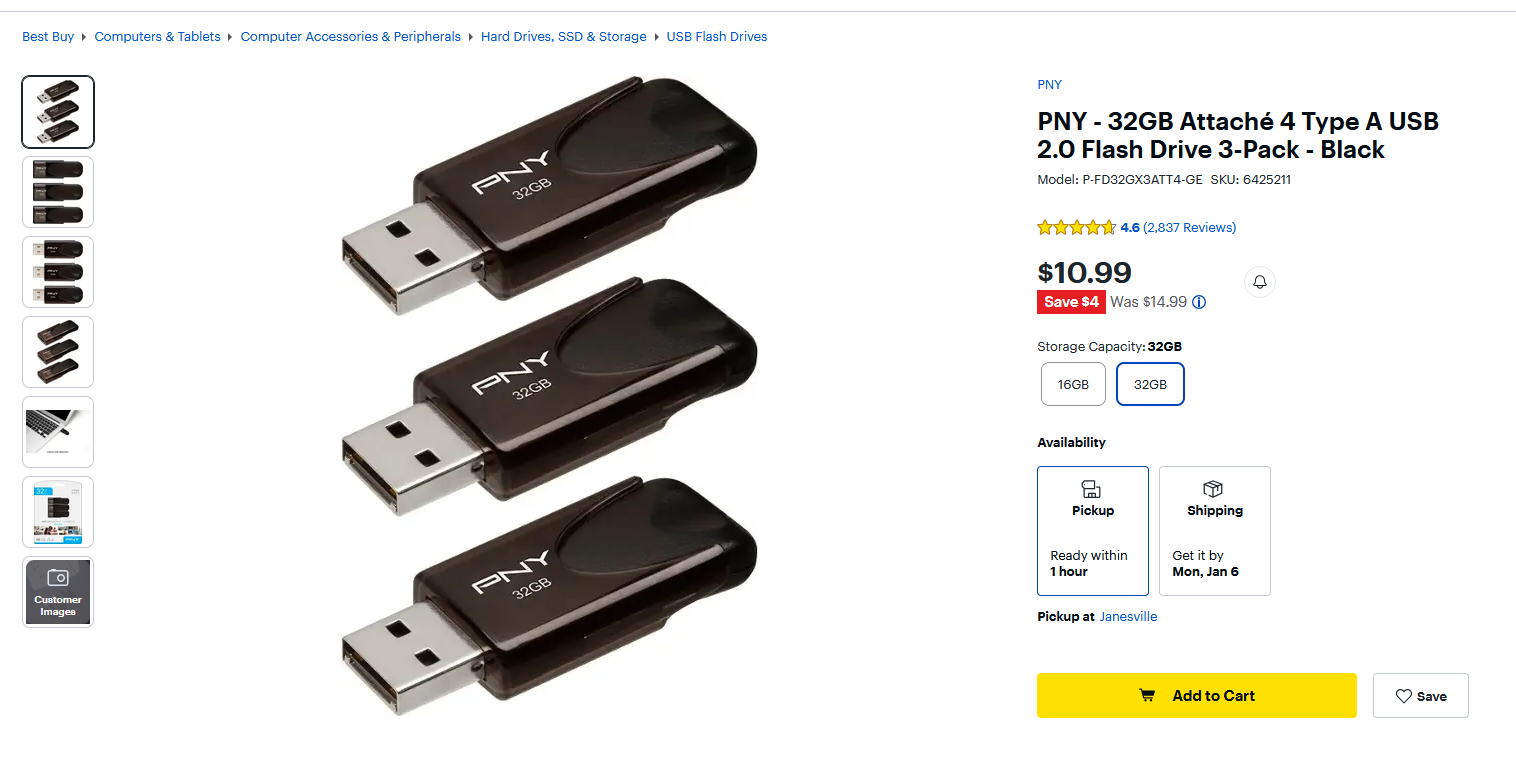 Best Buy Computers & Tablets Computer Accessories & Peripherals Hard Drives, SSD & Storage USB Flash Drives
PNY
32GB
PNY
32GB
PNY
32GB
Customer
Images
PNY
PNY - 32GB Attaché 4 Type A USB
2.0 Flash Drive 3-Pack - Black
Model: P-FD32GX3ATT4-GE SKU: 6425211
4.6 (2,837 Reviews)
$10.99
Save $4 Was $14.99
Storage Capacity: 32GB
16GB 32GB
Availability
Pickup
Ready within
1 hour
Shipping
Get it by
Mon, Jan 6
Pickup at Janesville
Add to Cart
Save